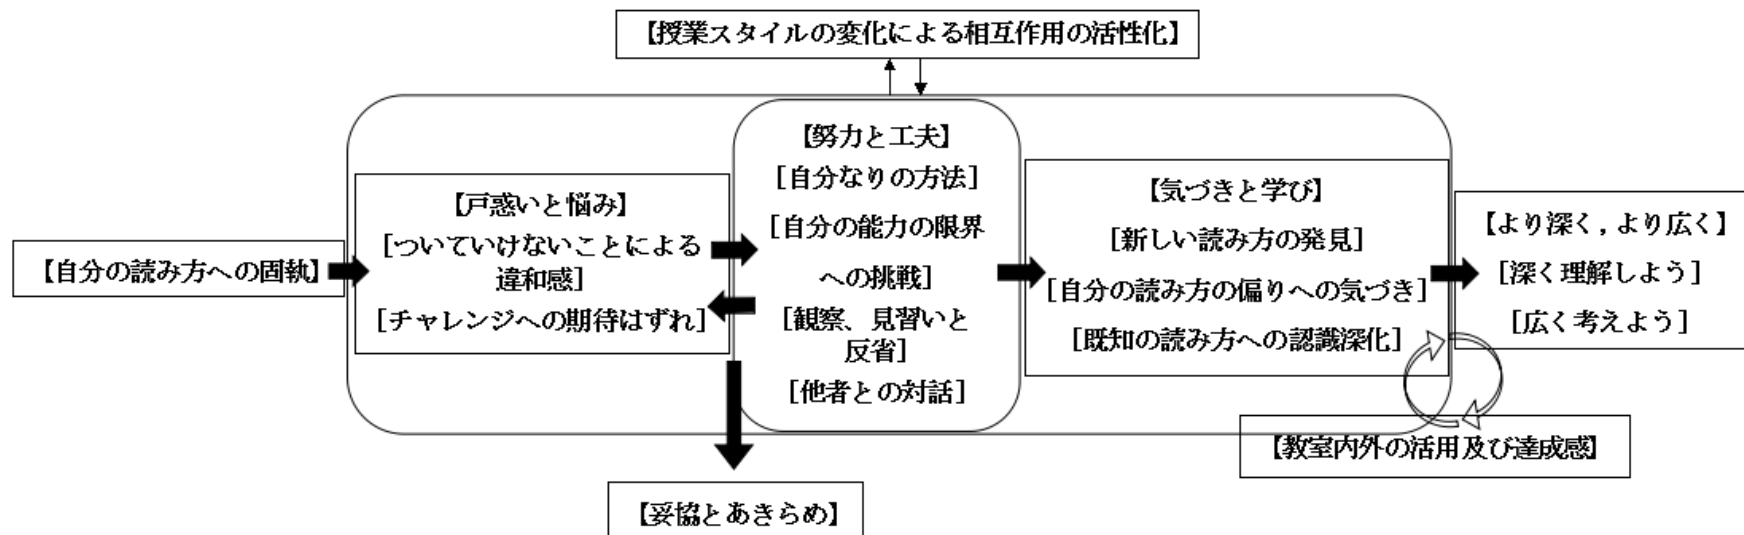 【授業スタイルの変化による相互作用の活性化】
【自分の読み方への固執】
【戸惑いと悩み】
[ついていけないことによる
違和感]
[チャレンジへの期待はずれ]
【努力と工夫】
[自分なりの方法]
[自分の能力の限界
への挑戦]
[観察、見習いと
反省]
[他者との対話]
【気づきと学び】
[新しい読み方の発見]
[自分の読み方の偏りへの気づき]
[既知の読み方への認識深化]
【より深く，より広く】
[深く理解しよう]
[広く考えよう]
【教室内外の活用及び達成感】
【妥協とあきらめ】